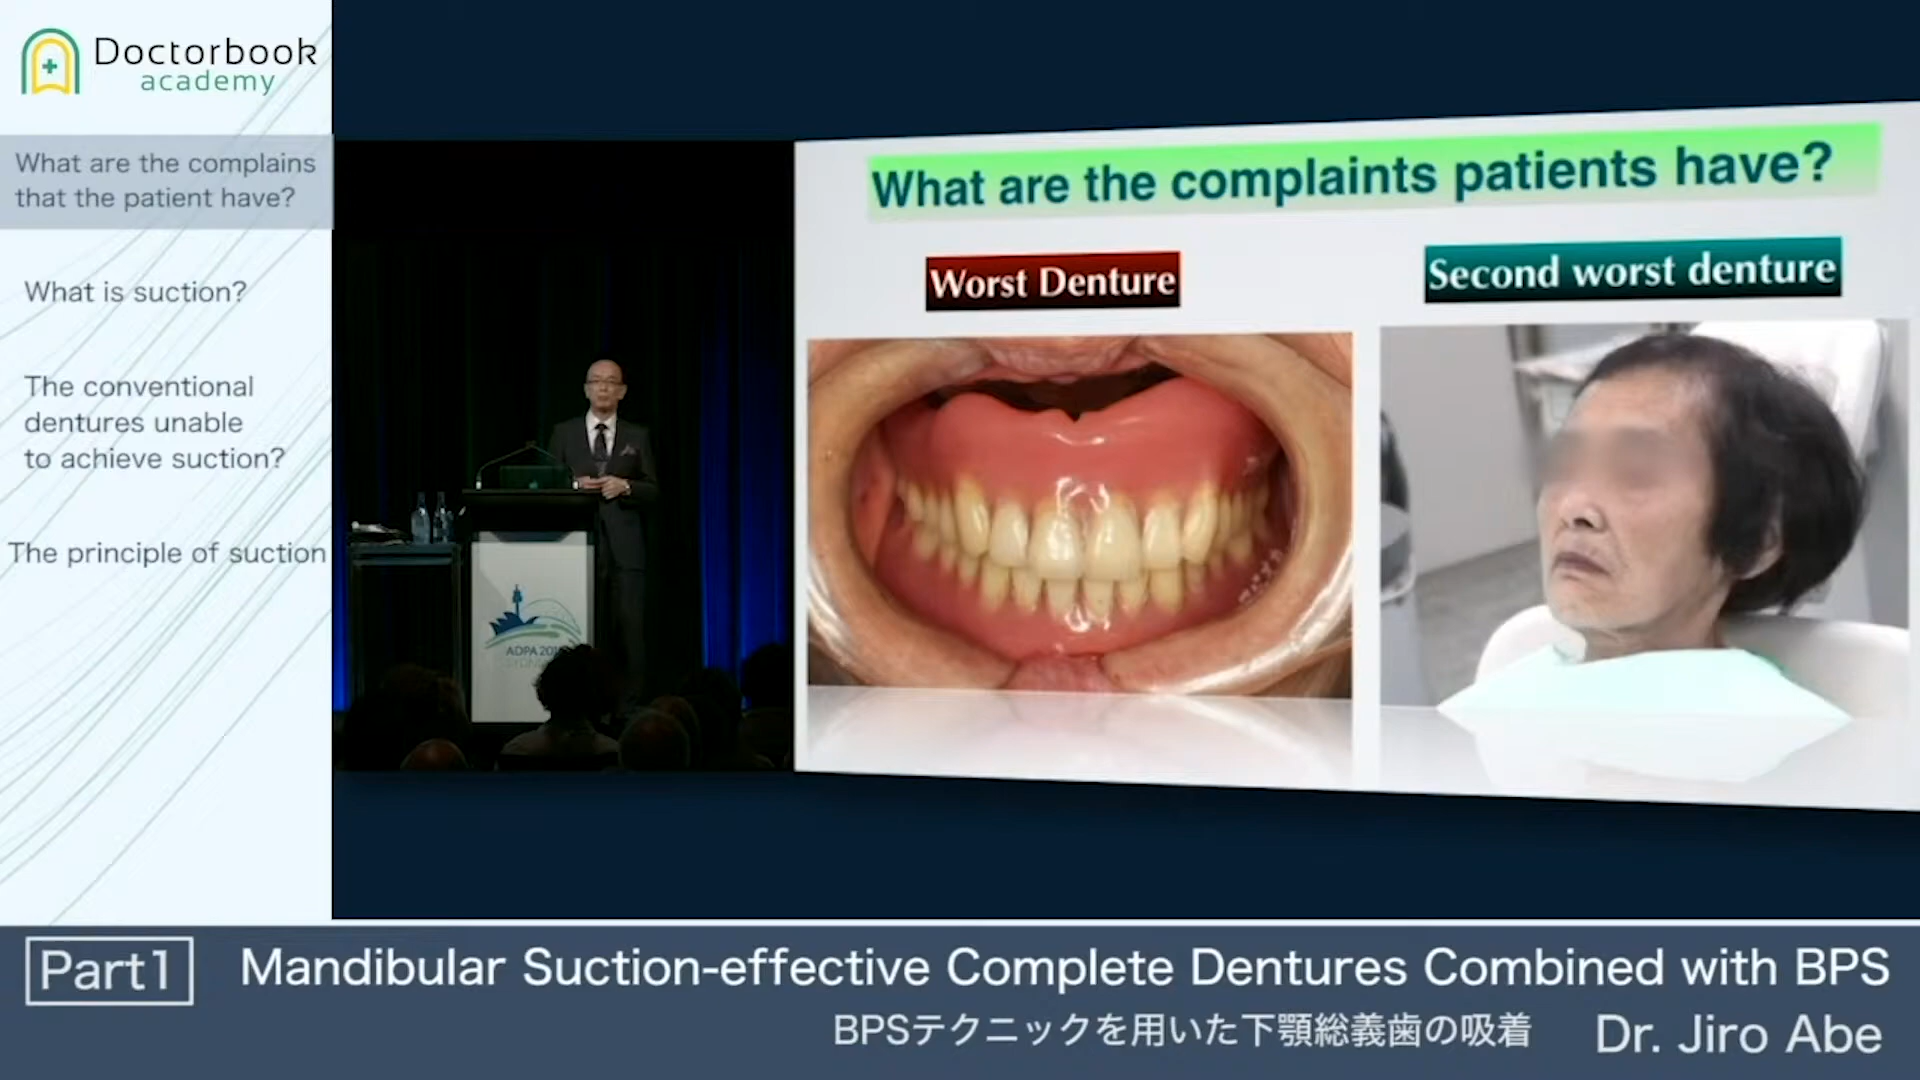 Doctorbook
academy
What are the complains
that the patient have?
What is suction?
The conventional
dentures unable
to achieve suction?
The principle of suction
What are the complaints patients have?
Worst Denture
Second worst denture
Part1
Mandibular Suction-effective Complete Dentures Combined with BPS
BPSテクニックを用いた下顎総義歯の吸着
Dr. Jiro Abe